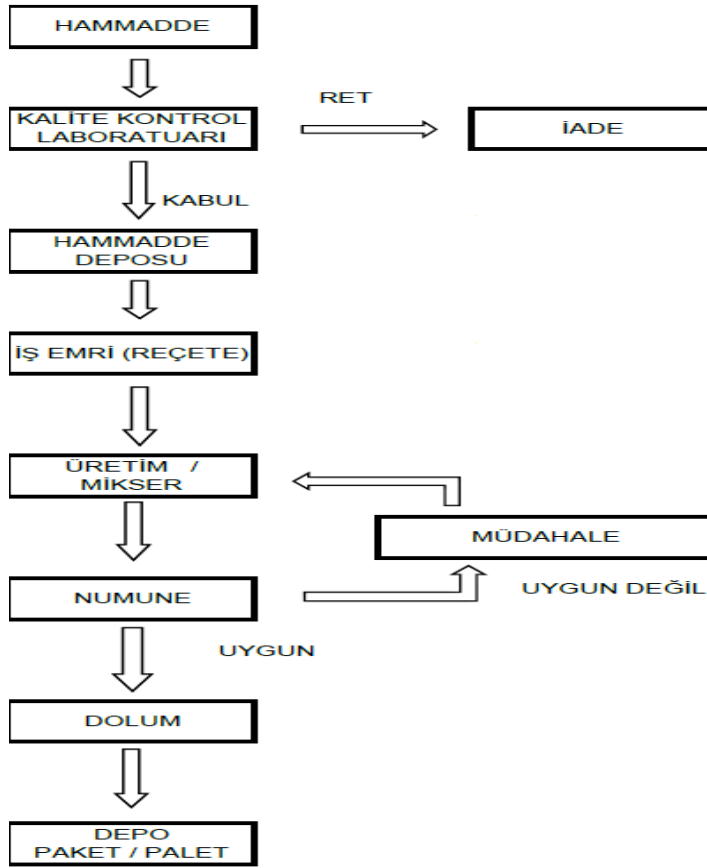 HAMMADDE
KALİTE KONTROL
LABORATUARI
RET
İADE
KABUL
HAMMADDE
DEPOSU
İŞ EMRİ (REÇETE)
ÜRETİM /
MİKSER
MÜDAHALE
NUMUNE
UYGUN DEĞİL
UYGUN
DOLUM
DEPO
PAKET / PALET